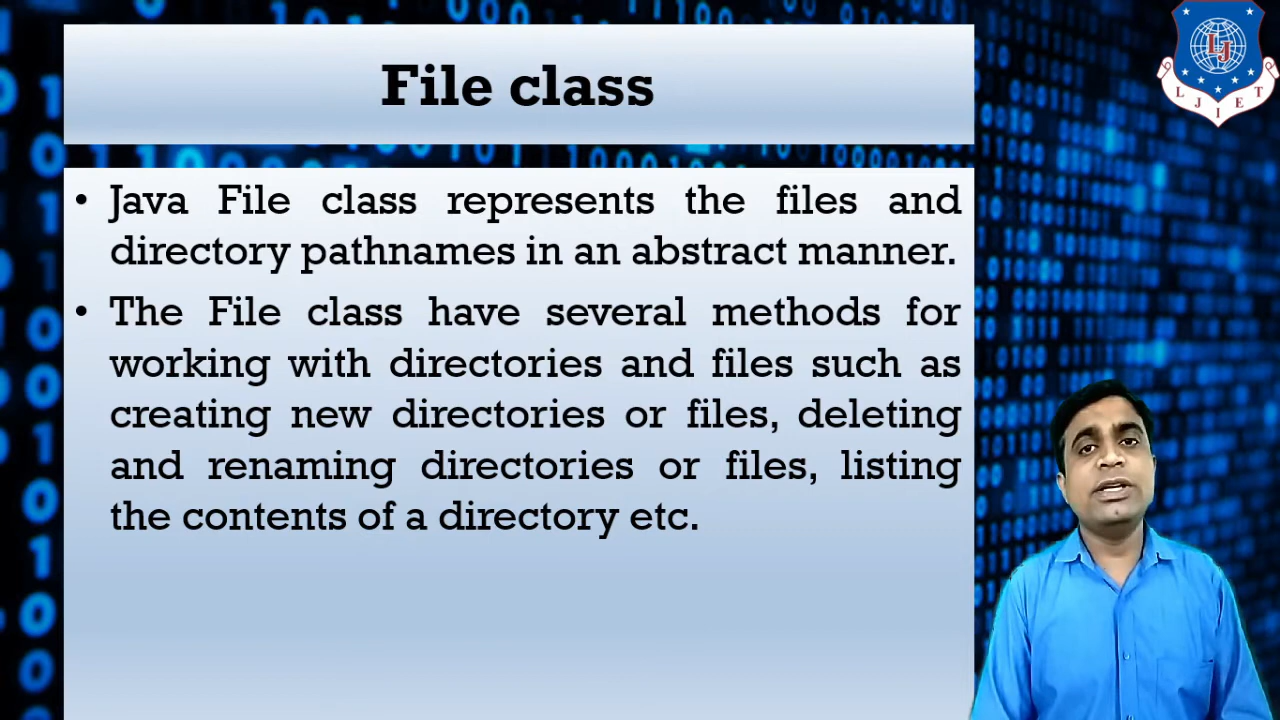 File class
• Java File class represents the files and
directory pathnames in an abstract manner.
• The File class have several methods for
working with directories and files such as
creating new directories or files, deleting
and renaming directories or files, listing
the contents of a directory etc.
LJ
LJIET